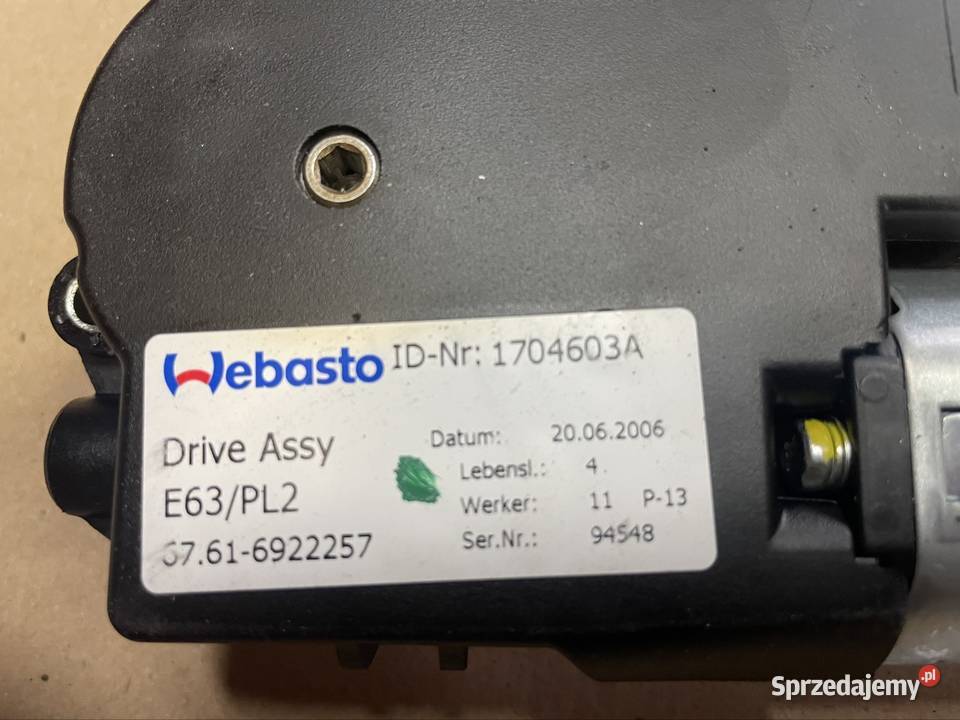 Webasto ID-Nr: 1704603A
Drive Assy
E63/PL2
67.61-6922257
Datum: 20.06.2006
Lebensl.: 4
Werker: 11 P-13
Ser.Nr.: 94548
Sprzedajemy.pl